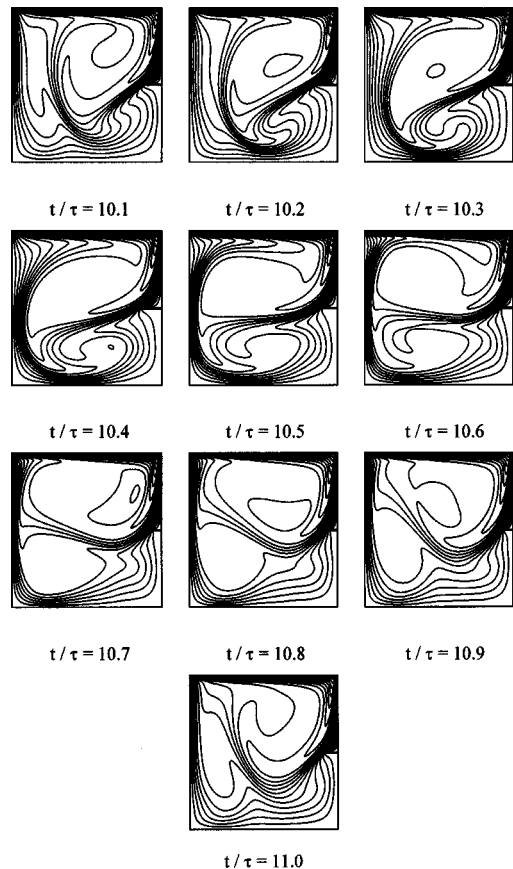 t / τ = 10.1
t / τ = 10.2
t / τ = 10.3
t / τ = 10.4
t / τ = 10.5
t / τ = 10.6
t / τ = 10.7
t / τ = 10.8
t / τ = 10.9
t / τ = 11.0